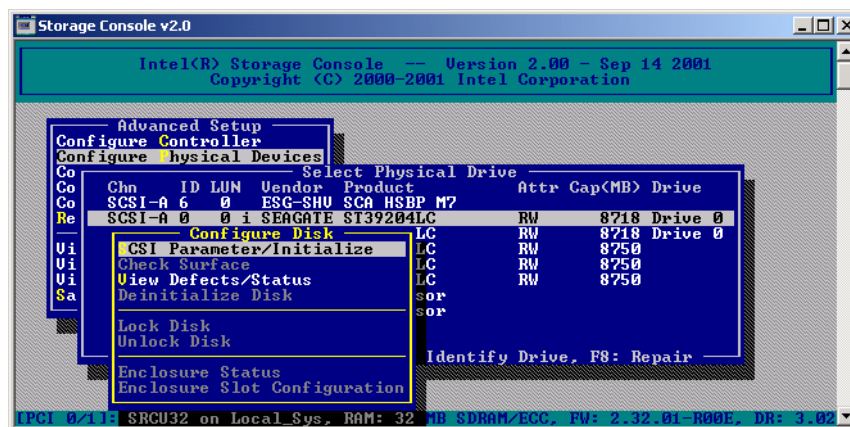 Storage Console v2.0
Intel(R) Storage Console -- Version 2.00 - Sep 14 2001
Copyright (C) 2000-2001 Intel Corporation
Advanced Setup
Configure Controller
Configure Physical Devices
Co
Co
Co
Re
Vi
Vi
Vi
Sa
Select Physical Drive
Chn ID LUN Vendor Product Attr Cap(MB) Drive
SCSI-A 6 0 ESG-SHV SCA HSBP M7
SCSI-A 0 0 i SEAGATE ST39204LC RW 8718 Drive 0
LC RW 8718 Drive 0
LC RW 8750
LC RW 8750
LC RW 8750
sor
sor
Identify Drive, F8: Repair
Configure Disk
SCSI Parameter/Initialize
Check Surface
View Defects/Status
Deinitialize Disk
Lock Disk
Unlock Disk
Enclosure Status
Enclosure Slot Configuration
[PCI 0/1]: SRCU32 on Local_Sys, RAM: 32 MB SDRAM/ECC, FW: 2.32.01-R00E, DR: 3.02